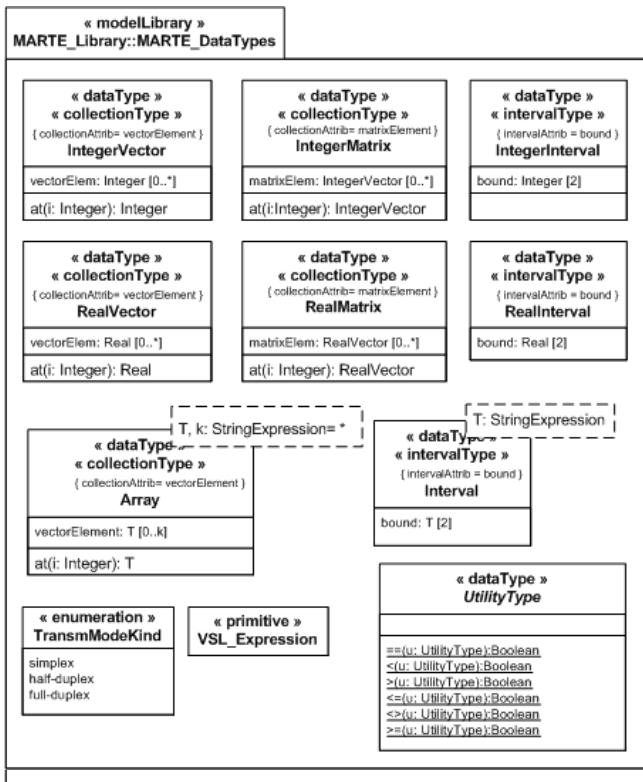 « modelLibrary »
MARTE_Library::MARTE_DataTypes
« dataType »
« collectionType »
{ collectionAttrib= vectorElement }
IntegerVector
vectorElem: Integer [0..*]
at(i: Integer): Integer
« dataType »
« collectionType »
{ collectionAttrib= matrixElement}
IntegerMatrix
matrixElem: IntegerVector [0..*]
at(i:Integer): IntegerVector
« dataType »
« intervalType »
{ intervalAttrib = bound }
IntegerInterval
bound: Integer [2]
« dataType »
« collectionType »
{ collectionAttrib= vectorElement }
RealVector
vectorElem: Real [0..*]
at(i: Integer): Real
« dataType »
« collectionType »
{ collectionAttrib= matrixElement}
RealMatrix
matrixElem: RealVector [0..*]
at(i: Integer): RealVector
« dataType »
« intervalType »
{ intervalAttrib = bound }
RealInterval
bound: Real [2]
T, k: StringExpression= *
« dataType»
« collectionType »
{ collectionAttrib= vectorElement }
Array
vectorElement: T [0..k]
at(i: Integer): T
T: StringExpression
« dataType »
« intervalType »
{ intervalAttrib = bound }
Interval
bound: T [2]
« enumeration »
TransmModeKind
simplex
half-duplex
full-duplex
« primitive »
VSL_Expression
« dataType »
UtilityType
==(u: UtilityType):Boolean
<(u: UtilityType):Boolean
>(u: UtilityType):Boolean
<=(u: UtilityType):Boolean
<>(u: UtilityType):Boolean
>=(u: UtilityType):Boolean